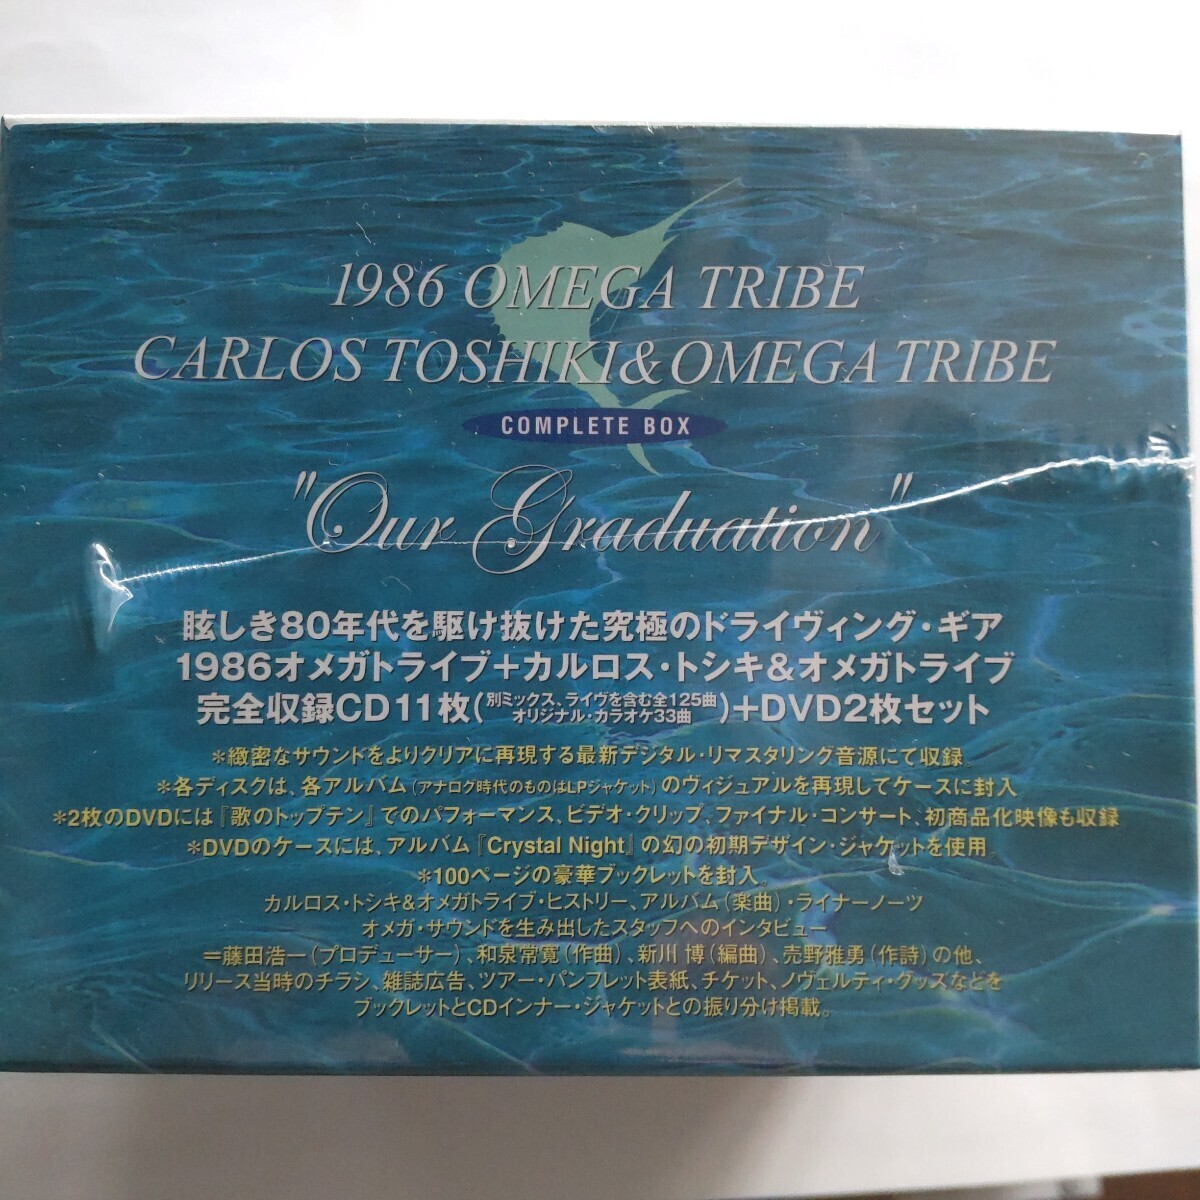 1986 OMEGA TRIBE
CARLOS TOSHIKI & OMEGA TRIBE
COMPLETE BOX
"Our Graduation"
眩しき80年代を駆け抜けた究極のドライヴィング・ギア
1986オメガトライブ+カルロス・トシキ&オメガトライブ
完全収録CD11枚(別ミックス、ライヴを含む全125曲 オリジナル・カラオケ33曲)+DVD2枚セット
*緻密なサウンドをよりクリアに再現する最新デジタル・リマスタリング音源にて収録。
*各ディスクは、各アルバム(アナログ時代のものはLPジャケット)のヴィジュアルを再現してケースに封入
*2枚のDVDには『歌のトップテン』でのパフォーマンス、ビデオ・クリップ、ファイナル・コンサート、初商品化映像も収録
*DVDのケースには、アルバム『Crystal Night』の幻の初期デザイン・ジャケットを使用。
*100ページの豪華ブックレットを封入。
カルロス・トシキ&オメガトライブ・ヒストリー、アルバム(楽曲)・ライナーノーツ
オメガ・サウンドを生み出したスタッフへのインタビュー
=藤田浩一(プロデューサー)、和泉常寛(作曲)、新川 博(編曲)、売野雅勇(作詩)の他、
リリース当時のチラシ、雑誌広告、ツアー・パンフレット表紙、チケット、ノヴェルティ・グッズなどを
ブックレットとCDインナー・ジャケットとの振り分け掲載。